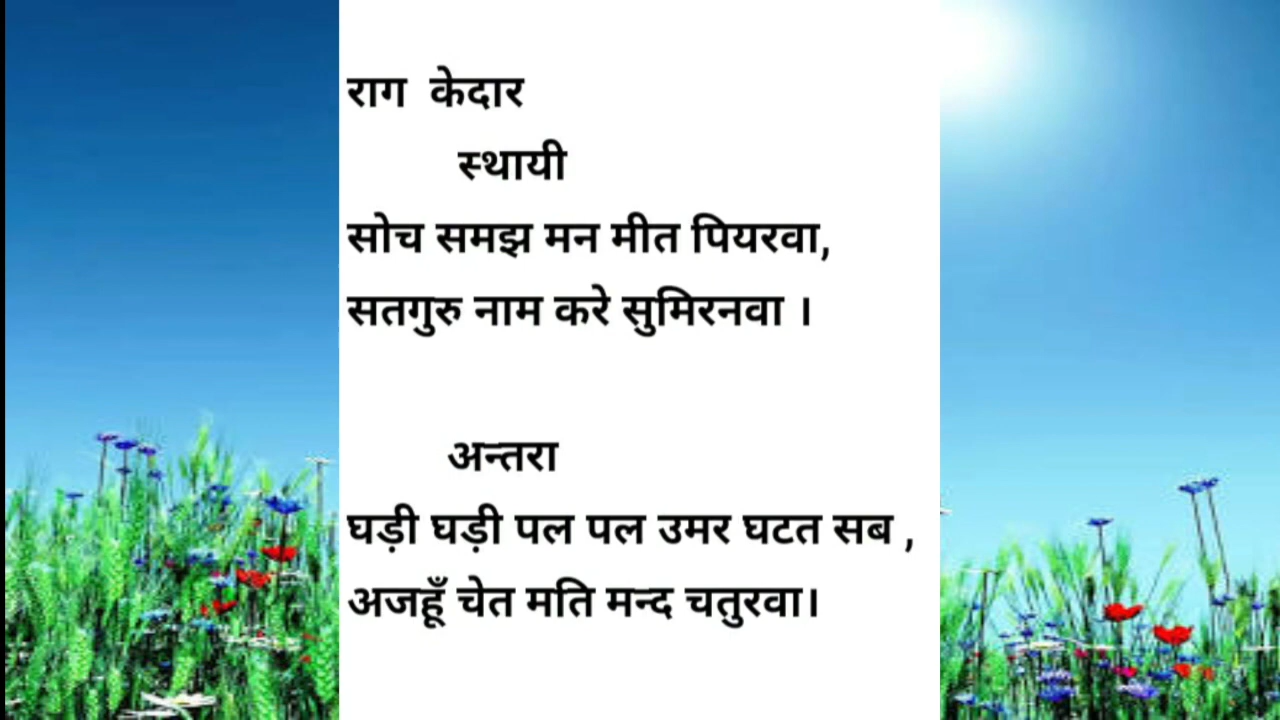 राग केदार
स्थायी
सोच समझ मन मीत पियरवा,
सतगुरु नाम करे सुमिरनवा ।
अन्तरा
घड़ी घड़ी पल पल उमर घटत सब ,
अजहूँ चेत मति मन्द चतुरवा।